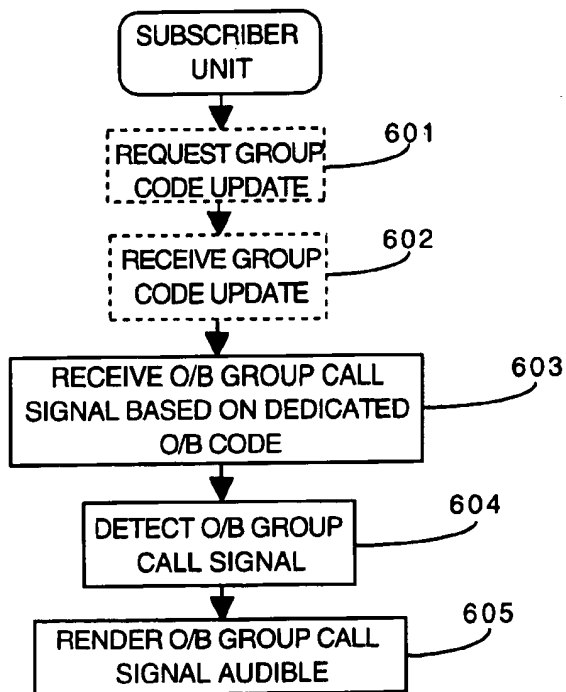 SUBSCRIBER
UNIT
601
REQUEST GROUP
CODE UPDATE
602
RECEIVE GROUP
CODE UPDATE
603
RECEIVE O/B GROUP CALL
SIGNAL BASED ON DEDICATED
O/B CODE
604
DETECT O/B GROUP
CALL SIGNAL
605
RENDER O/B GROUP CALL
SIGNAL AUDIBLE